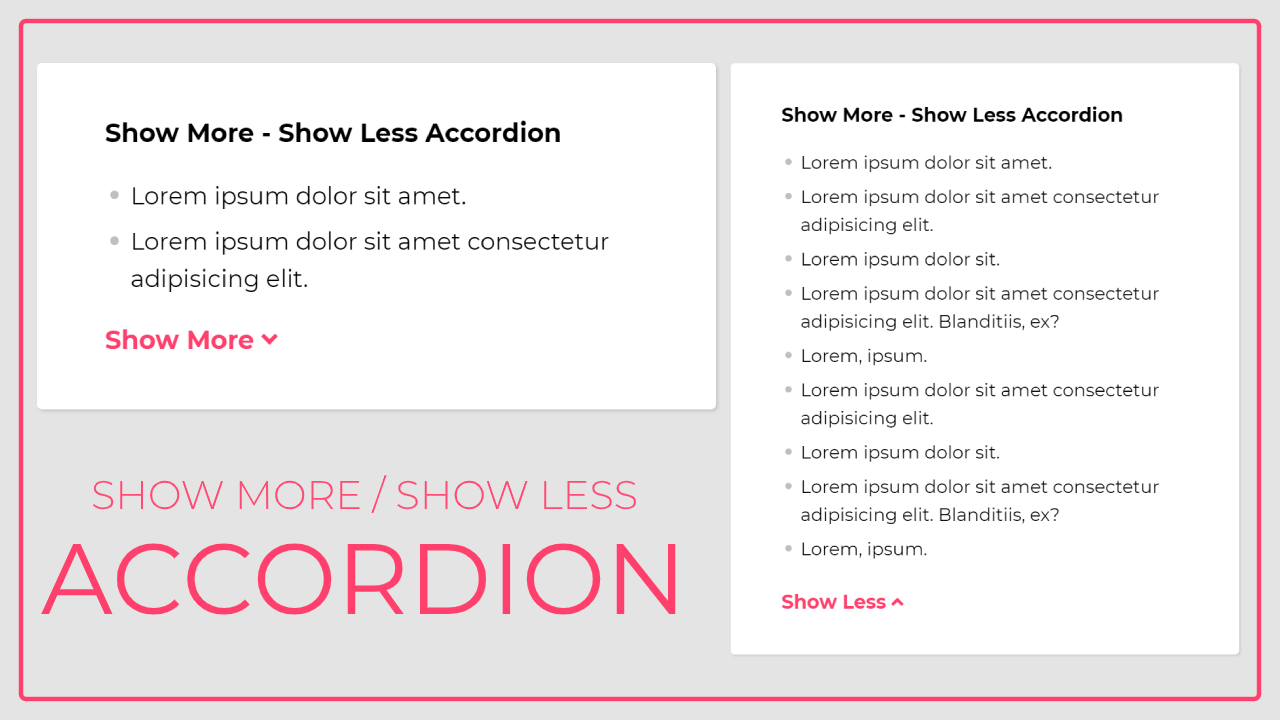 Show More - Show Less Accordion
Lorem ipsum dolor sit amet.
Lorem ipsum dolor sit amet consectetur
adipisicing elit.
Show More
SHOW MORE / SHOW LESS
ACCORDION
Show More - Show Less Accordion
Lorem ipsum dolor sit amet.
Lorem ipsum dolor sit amet consectetur
adipisicing elit.
Lorem ipsum dolor sit.
Lorem ipsum dolor sit amet consectetur
adipisicing elit. Blanditiis, ex?
Lorem, ipsum.
Lorem ipsum dolor sit amet consectetur
adipisicing elit.
Lorem ipsum dolor sit.
Lorem ipsum dolor sit amet consectetur
adipisicing elit. Blanditiis, ex?
Lorem, ipsum.
Show Less